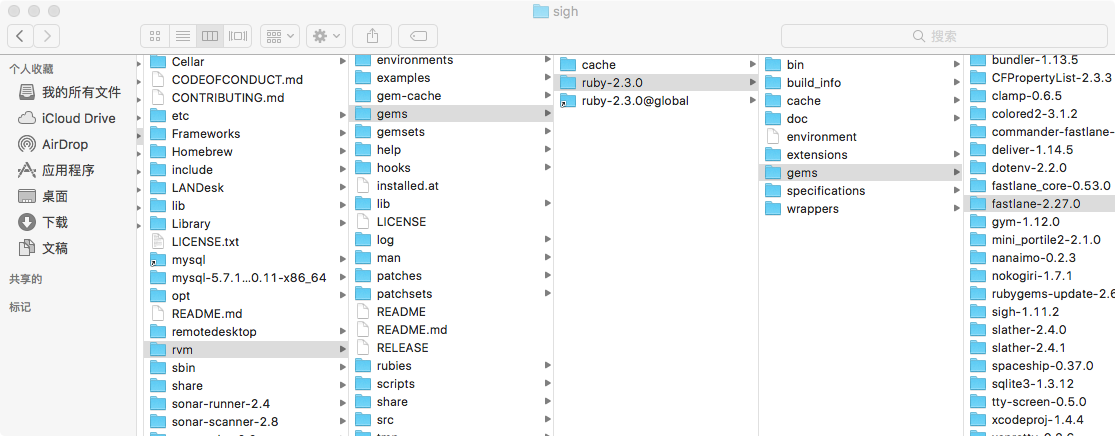 sigh
搜索
个人收藏
我的所有文件
iCloud Drive
AirDrop
应用程序
桌面
下载
文稿
共享的
标记
Cellar
CODEOFCONDUCT.md
CONTRIBUTING.md
etc
Frameworks
Homebrew
include
LANDesk
lib
Library
LICENSE.txt
mysql
mysql-5.7.1...0.11-x86_64
opt
README.md
remotedesktop
rvm
sbin
share
sonar-runner-2.4
sonar-scanner-2.8
environments
examples
gem-cache
gems
gemsets
help
hooks
installed.at
lib
LICENSE
log
man
patches
patchsets
README
README.md
RELEASE
rubies
scripts
share
src
cache
ruby-2.3.0
ruby-2.3.0@global
bin
build_info
cache
doc
environment
extensions
gems
specifications
wrappers
bundler-1.13.5
CFPropertyList-2.3.3
clamp-0.6.5
colored2-3.1.2
commander-fastlane-
deliver-1.14.5
dotenv-2.2.0
fastlane_core-0.53.0
fastlane-2.27.0
gym-1.12.0
mini_portile2-2.1.0
nanaimo-0.2.3
nokogiri-1.7.1
rubygems-update-2.6
sigh-1.11.2
slather-2.4.0
slather-2.4.1
spaceship-0.37.0
sqlite3-1.3.12
tty-screen-0.5.0
xcodeproj-1.4.4